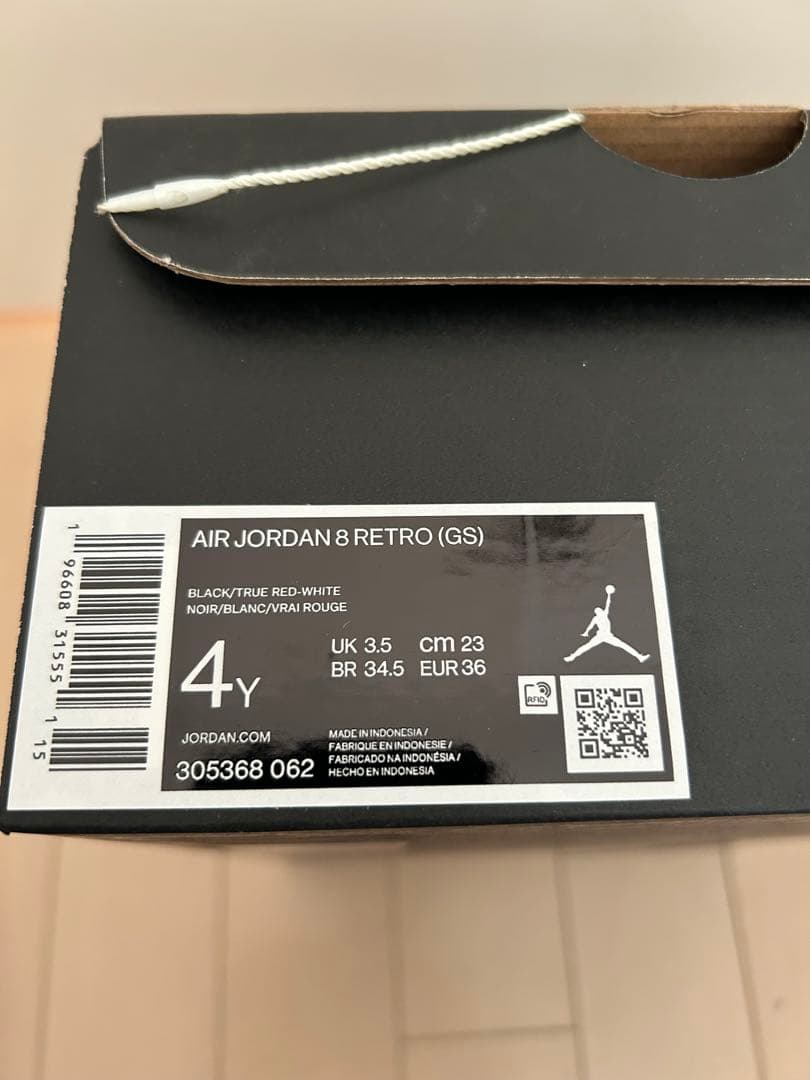 AIR JORDAN 8 RETRO (GS)
BLACK/TRUE RED-WHITE
NOIR/BLANC/VRAI ROUGE
4Y
UK 3.5 cm 23
BR 34.5 EUR 36
RFID
JORDAN.COM
305368 062
MADE IN INDONESIA /
FABRIQUE EN INDONESIE /
FABRICADO NA INDONÉSIA /
HECHO EN INDONESIA
1 96608 31555 1 15